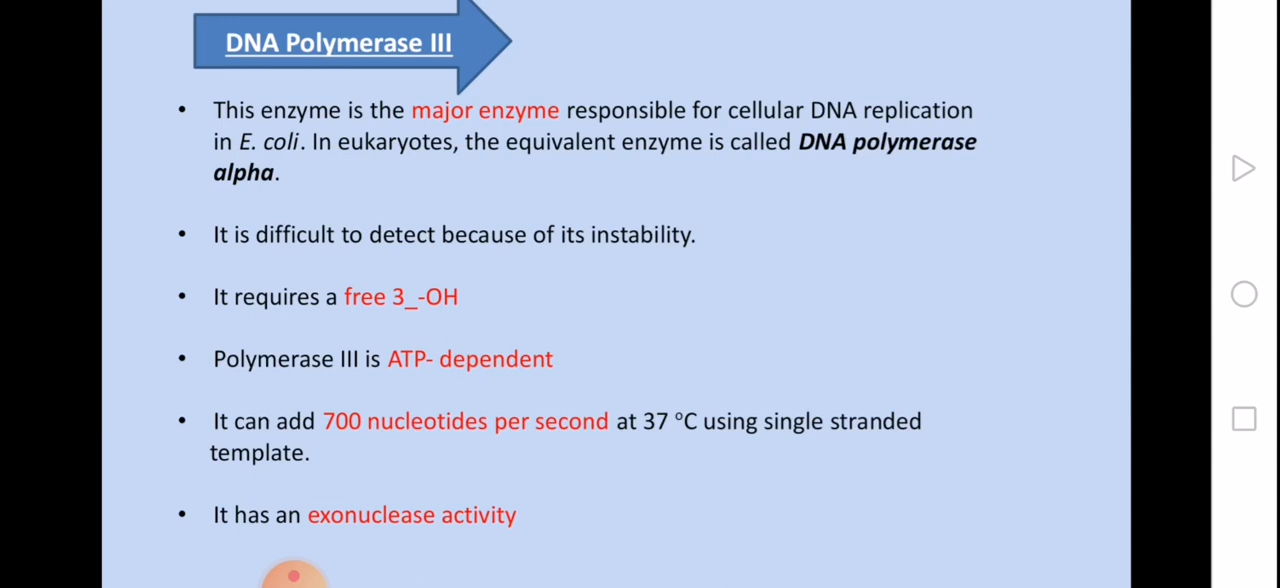 DNA Polymerase III
• This enzyme is the major enzyme responsible for cellular DNA replication
in E. coli. In eukaryotes, the equivalent enzyme is called DNA polymerase
alpha.
• It is difficult to detect because of its instability.
• It requires a free 3_-OH
• Polymerase III is ATP- dependent
• It can add 700 nucleotides per second at 37 °C using single stranded
template.
• It has an exonuclease activity